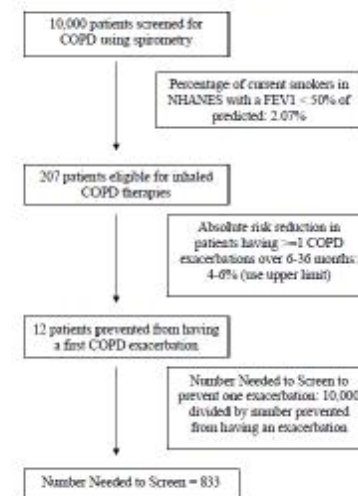 10,000 patients screened for
COPD using spirometry
Percentage of current smokers in
NHANES with a FEV1 < 50% of
predicted: 2.07%
207 patients eligible for inhaled
COPD therapies
Absolute risk reduction in
patients having >=1 COPD
exacerbations over 6-36 months:
4-6% (use upper limit)
12 patients prevented from having
a first COPD exacerbation
Number Needed to Screen to
prevent one exacerbation: 10,000
divided by number prevented
from having an exacerbation
Number Needed to Screen = 833